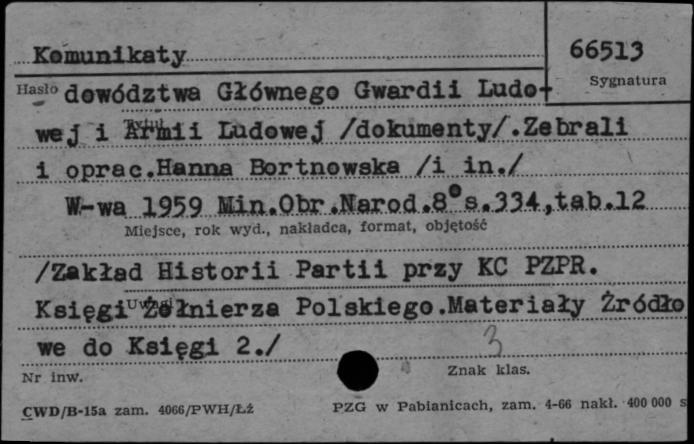 Komunikaty
66513
Hasło
Sygnatura
dowództwa Głównego Gwardii Ludo-
Tytuł
wej i Armii Ludowej /dokumenty/.Zebrali
i oprac.Hanna Bortnowska /i in./
W-wa 1959 Min.Obr.Narod.8°s.334,tab.12
Miejsce, rok wyd., nakładca, format, objętość
/Zakład Historii Partii przy KC PZPR.
Uwagi
Księgi Żołnierza Polskiego.Materiały Źródło
we do Księgi 2./
3
Nr inw.
Znak klas.
CWD/B-15a zam. 4066/PWH/Łź
PZG w Pabianicach, zam. 4-66 nakł. 400 000 s